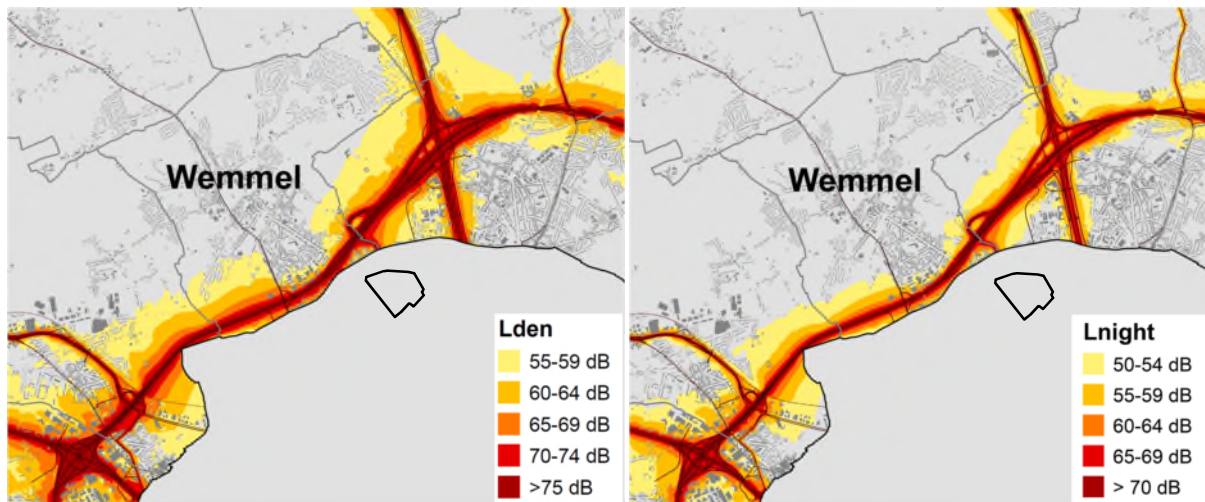 Wemmel
Lden
55-59 dB
60-64 dB
65-69 dB
70-74 dB
>75 dB
Wemmel
Lnight
50-54 dB
55-59 dB
60-64 dB
65-69 dB
> 70 dB